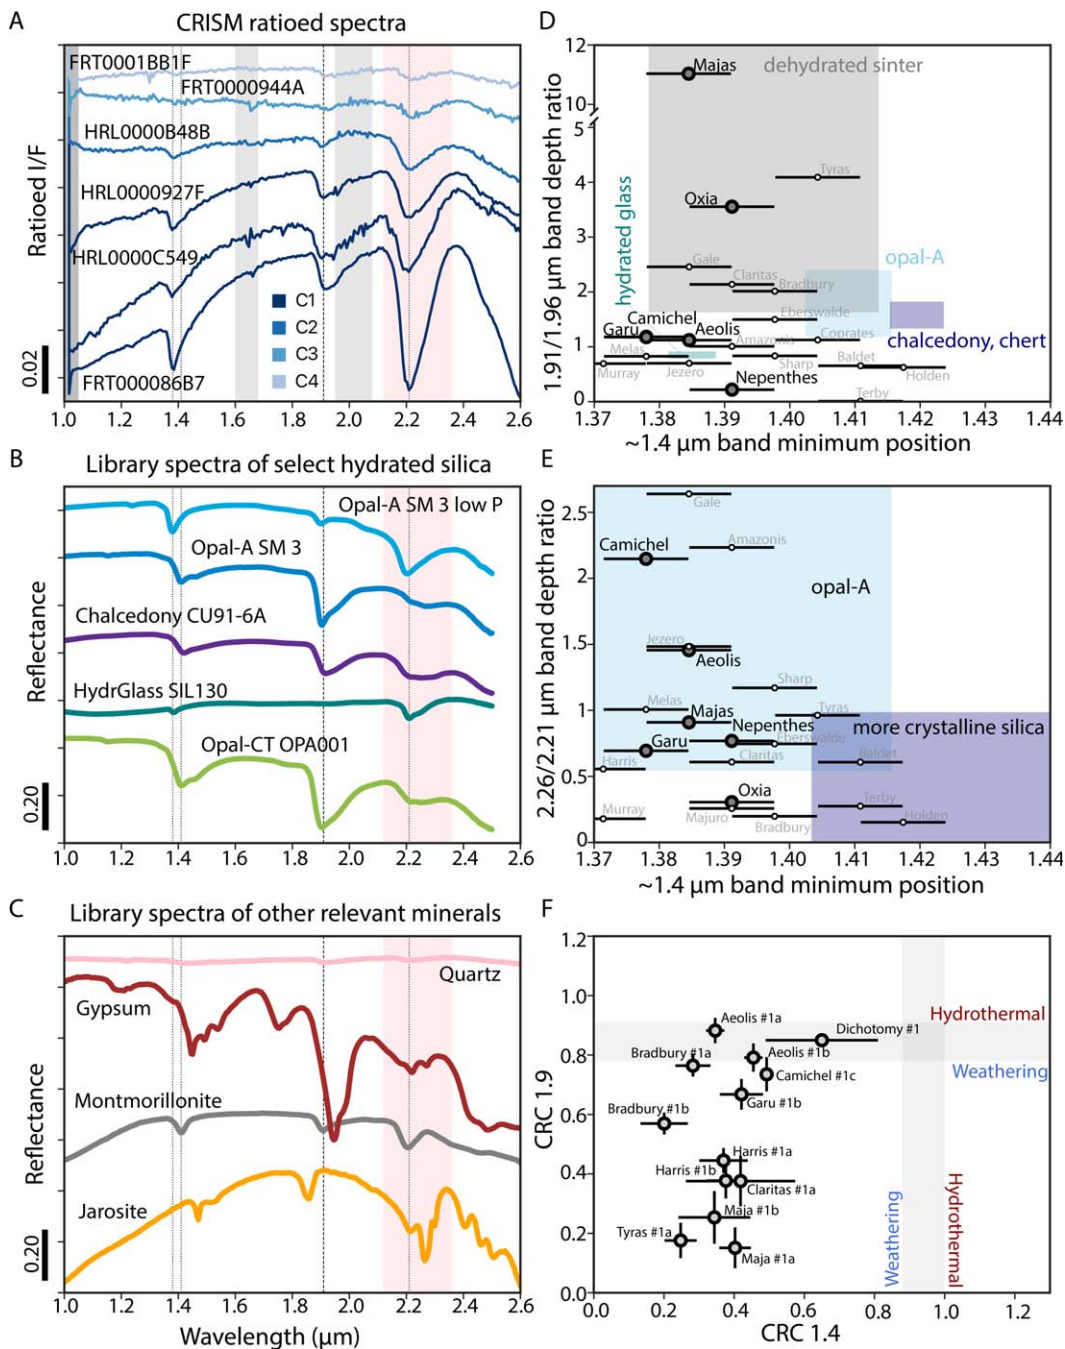 A
CRISM ratioed spectra
FRT0001BB1F
FRT0000944A
HRL0000B48B
HRL0000927F
HRL0000C549
FRT000086B7
C1
C2
C3
C4
Ratioed I/F
0.02
1.0 1.2 1.4 1.6 1.8 2.0 2.2 2.4 2.6
B
Library spectra of select hydrated silica
Opal-A SM 3 low P
Opal-A SM 3
Chalcedony CU91-6A
HydrGlass SIL130
Opal-CT OPA001
Reflectance
0.20
1.0 1.2 1.4 1.6 1.8 2.0 2.2 2.4 2.6
C
Library spectra of other relevant minerals
Quartz
Gypsum
Montmorillonite
Jarosite
Reflectance
0.20
1.0 1.2 1.4 1.6 1.8 2.0 2.2 2.4 2.6
Wavelength (μm)
D
12
10
5
4
3
2
1
0
1.91/1.96 μm band depth ratio
Majas
dehydrated sinter
Tyras
Oxia
hydrated glass
Gale
Claritas
Bradbury
opal-A
Camichel
Eberswalde
Garu
Aeolis
Amazonis
Coprates
chalcedony, chert
Melas
Murray
Jezero
Sharp
Baldet
Holden
Nepenthes
Terby
1.37 1.38 1.39 1.40 1.41 1.42 1.43 1.44
~1.4 μm band minimum position
E
2.5
2
1.5
1
0.5
0
2.26/2.21 μm band depth ratio
Gale
Camichel
Amazonis
opal-A
Jezero
Aeolis
Sharp
Melas
Majas
Tyras
Nepenthes
Eberswalde
more crystalline silica
Garu
Harris
Claritas
Baldet
Oxia
Murray
Majuro
Bradbury
Terby
Holden
1.37 1.38 1.39 1.40 1.41 1.42 1.43 1.44
~1.4 μm band minimum position
F
1.2
1.0
0.8
0.6
0.4
0.2
0.0
CRC 1.9
Hydrothermal
Weathering
Aeolis #1a
Dichotomy #1
Bradbury #1a
Aeolis #1b
Camichel #1c
Garu #1b
Bradbury #1b
Harris #1a
Harris #1b
Claritas #1a
Maja #1b
Tyras #1a
Maja #1a
Weathering
Hydrothermal
0.0 0.2 0.4 0.6 0.8 1.0 1.2
CRC 1.4